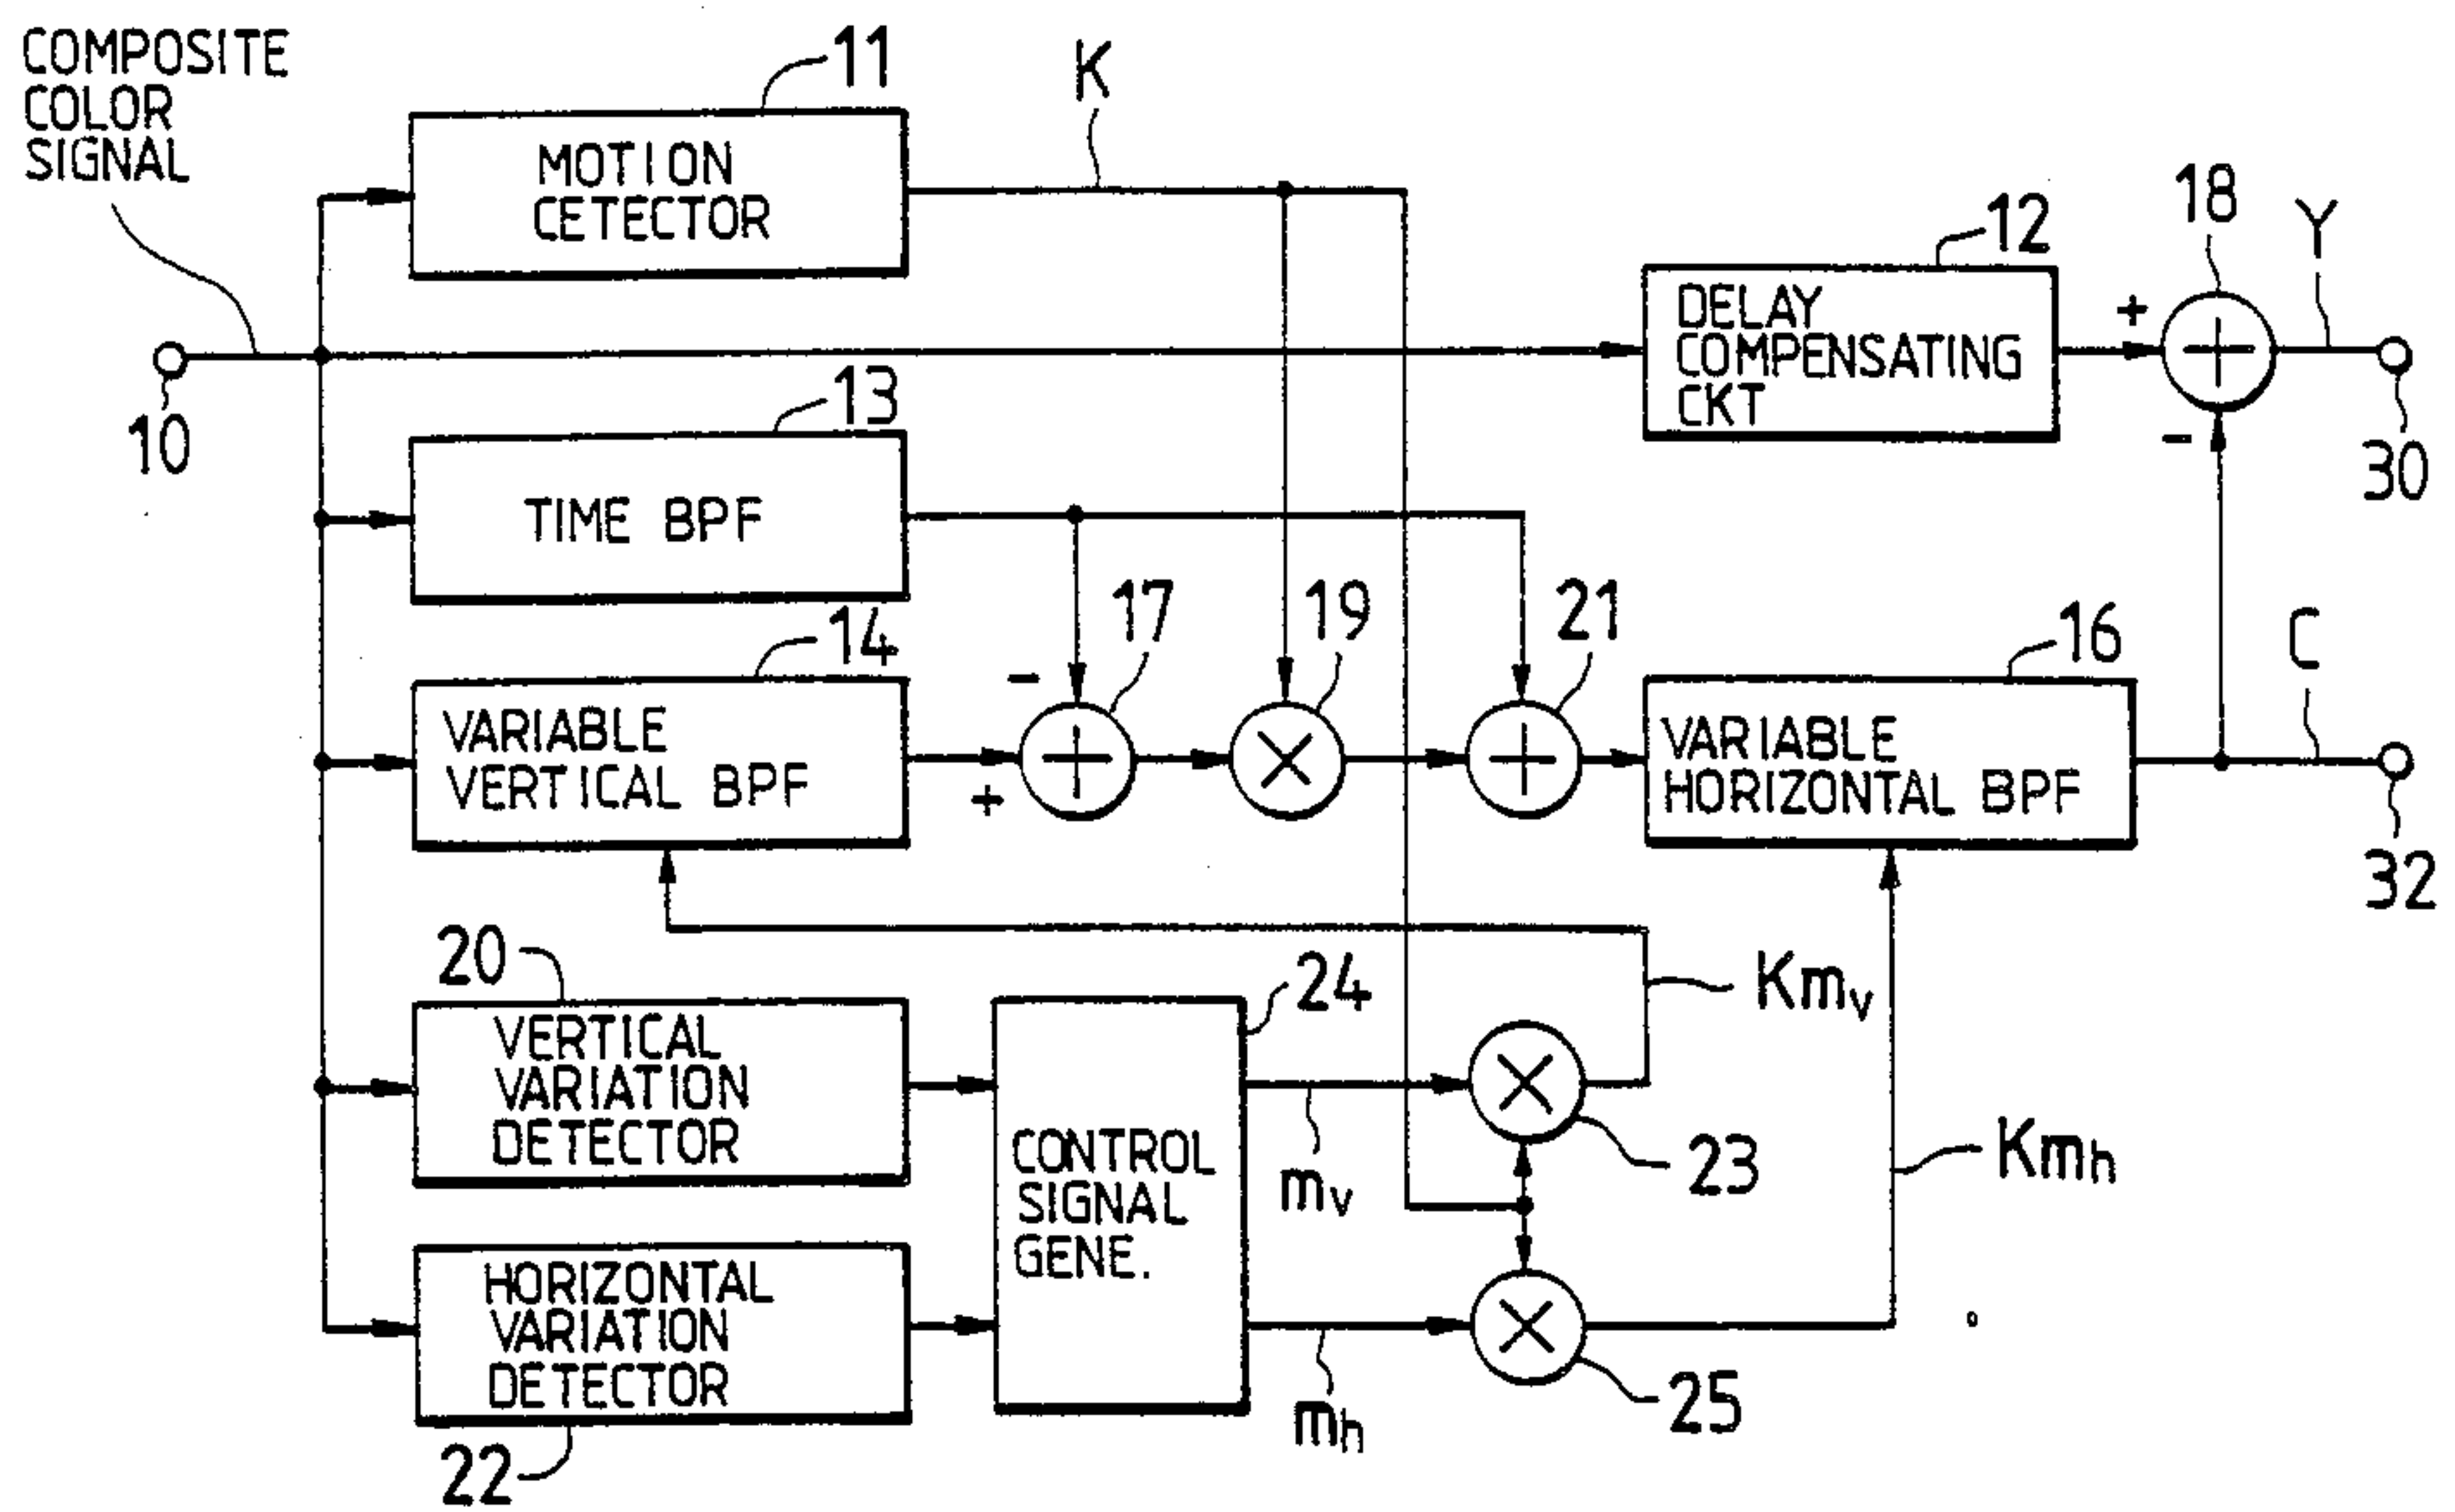 COMPOSITE
COLOR
SIGNAL
11
K
MOTION
CETECTOR
12
18
Y
DELAY
COMPENSATING
CKT
+
-
10
30
13
TIME BPF
14
17
19
21
16
C
-
+
VARIABLE
VERTICAL BPF
VARIABLE
HORIZONTAL BPF
32
20
24
Kmv
VERTICAL
VARIATION
DETECTOR
CONTROL
SIGNAL
GENE.
mv
23
Kmh
HORIZONTAL
VARIATION
DETECTOR
mh
25
22